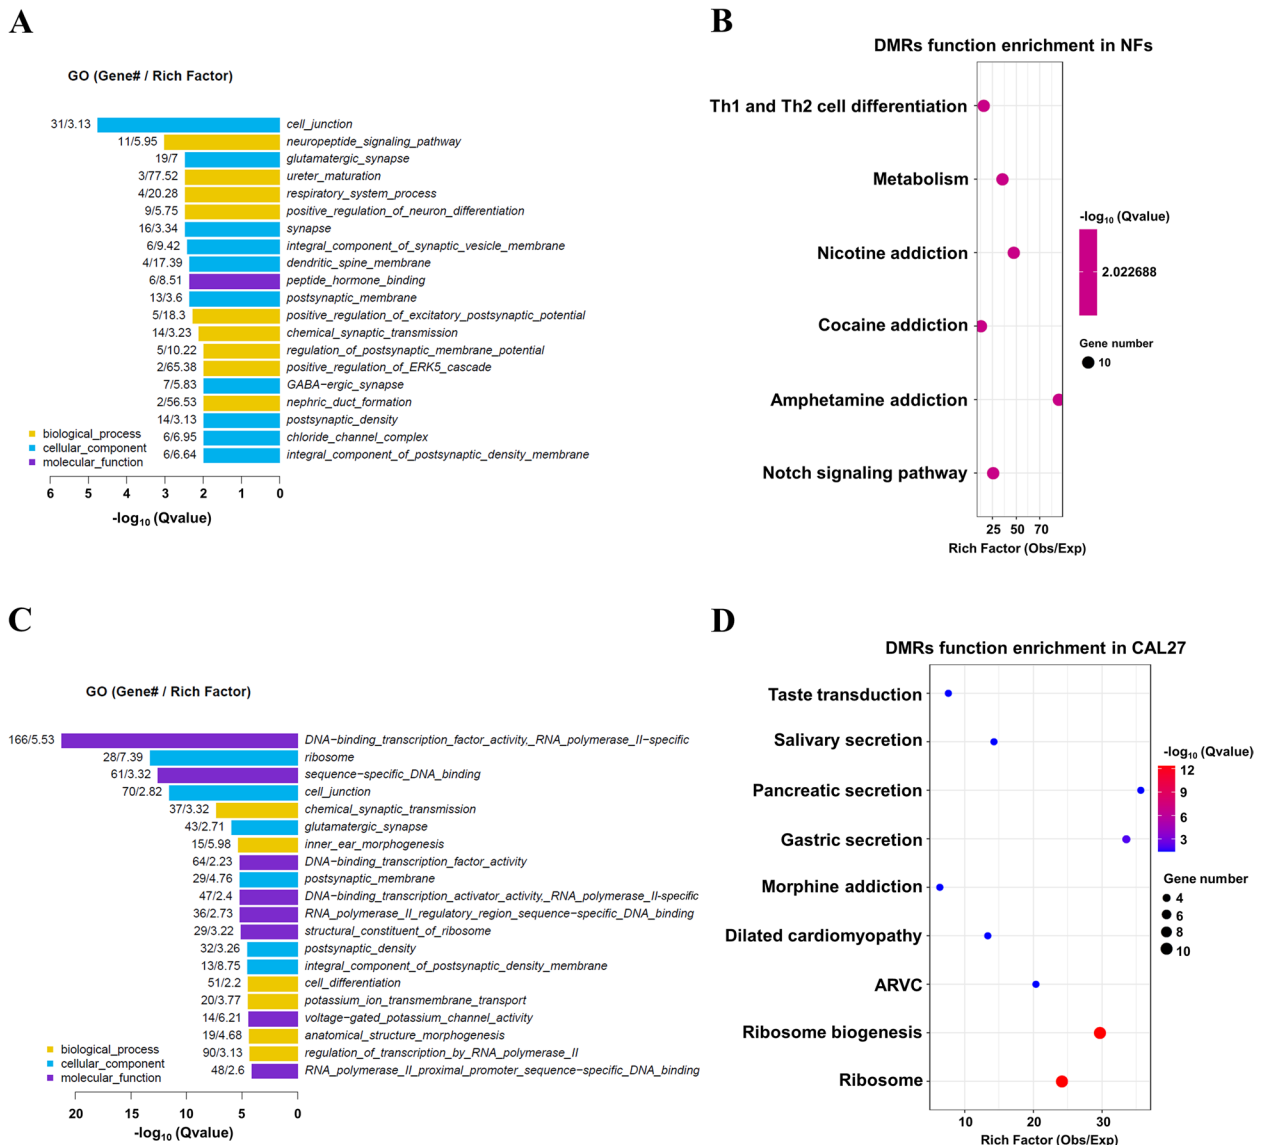 A
GO (Gene# / Rich Factor)
31/3.13 cell_junction
11/5.95 neuropeptide_signaling_pathway
19/7 glutamatergic_synapse
3/77.52 ureter_maturation
4/20.28 respiratory_system_process
9/5.75 positive_regulation_of_neuron_differentiation
16/3.34 synapse
6/9.42 integral_component_of_synaptic_vesicle_membrane
4/17.39 dendritic_spine_membrane
6/8.51 peptide_hormone_binding
13/3.6 postsynaptic_membrane
5/18.3 positive_regulation_of_excitatory_postsynaptic_potential
14/3.23 chemical_synaptic_transmission
5/10.22 regulation_of_postsynaptic_membrane_potential
2/65.38 positive_regulation_of_ERK5_cascade
7/5.83 GABA−ergic_synapse
2/56.53 nephric_duct_formation
14/3.13 postsynaptic_density
6/6.95 chloride_channel_complex
6/6.64 integral_component_of_postsynaptic_density_membrane
biological_process
cellular_component
molecular_function
6 5 4 3 2 1 0
-log10 (Qvalue)
B
DMRs function enrichment in NFs
Th1 and Th2 cell differentiation
Metabolism
Nicotine addiction
Cocaine addiction
Amphetamine addiction
Notch signaling pathway
25 50 70
Rich Factor (Obs/Exp)
-log10 (Qvalue)
2.022688
Gene number
10
C
GO (Gene# / Rich Factor)
166/5.53 DNA-binding_transcription_factor_activity,_RNA_polymerase_II-specific
28/7.39 ribosome
61/3.32 sequence−specific_DNA_binding
70/2.82 cell_junction
37/3.32 chemical_synaptic_transmission
43/2.71 glutamatergic_synapse
15/5.98 inner_ear_morphogenesis
64/2.23 DNA-binding_transcription_factor_activity
29/4.76 postsynaptic_membrane
47/2.4 DNA-binding_transcription_activator_activity,_RNA_polymerase_II-specific
36/2.73 RNA_polymerase_II_regulatory_region_sequence−specific_DNA_binding
29/3.22 structural_constituent_of_ribosome
32/3.26 postsynaptic_density
13/8.75 integral_component_of_postsynaptic_density_membrane
51/2.2 cell_differentiation
20/3.77 potassium_ion_transmembrane_transport
14/6.21 voltage−gated_potassium_channel_activity
19/4.68 anatomical_structure_morphogenesis
90/3.13 regulation_of_transcription_by_RNA_polymerase_II
48/2.6 RNA_polymerase_II_proximal_promoter_sequence−specific_DNA_binding
biological_process
cellular_component
molecular_function
20 15 10 5 0
-log10 (Qvalue)
D
DMRs function enrichment in CAL27
Taste transduction
Salivary secretion
Pancreatic secretion
Gastric secretion
Morphine addiction
Dilated cardiomyopathy
ARVC
Ribosome biogenesis
Ribosome
10 20 30
Rich Factor (Obs/Exp)
-log10 (Qvalue)
12
9
6
3
Gene number
4
6
8
10